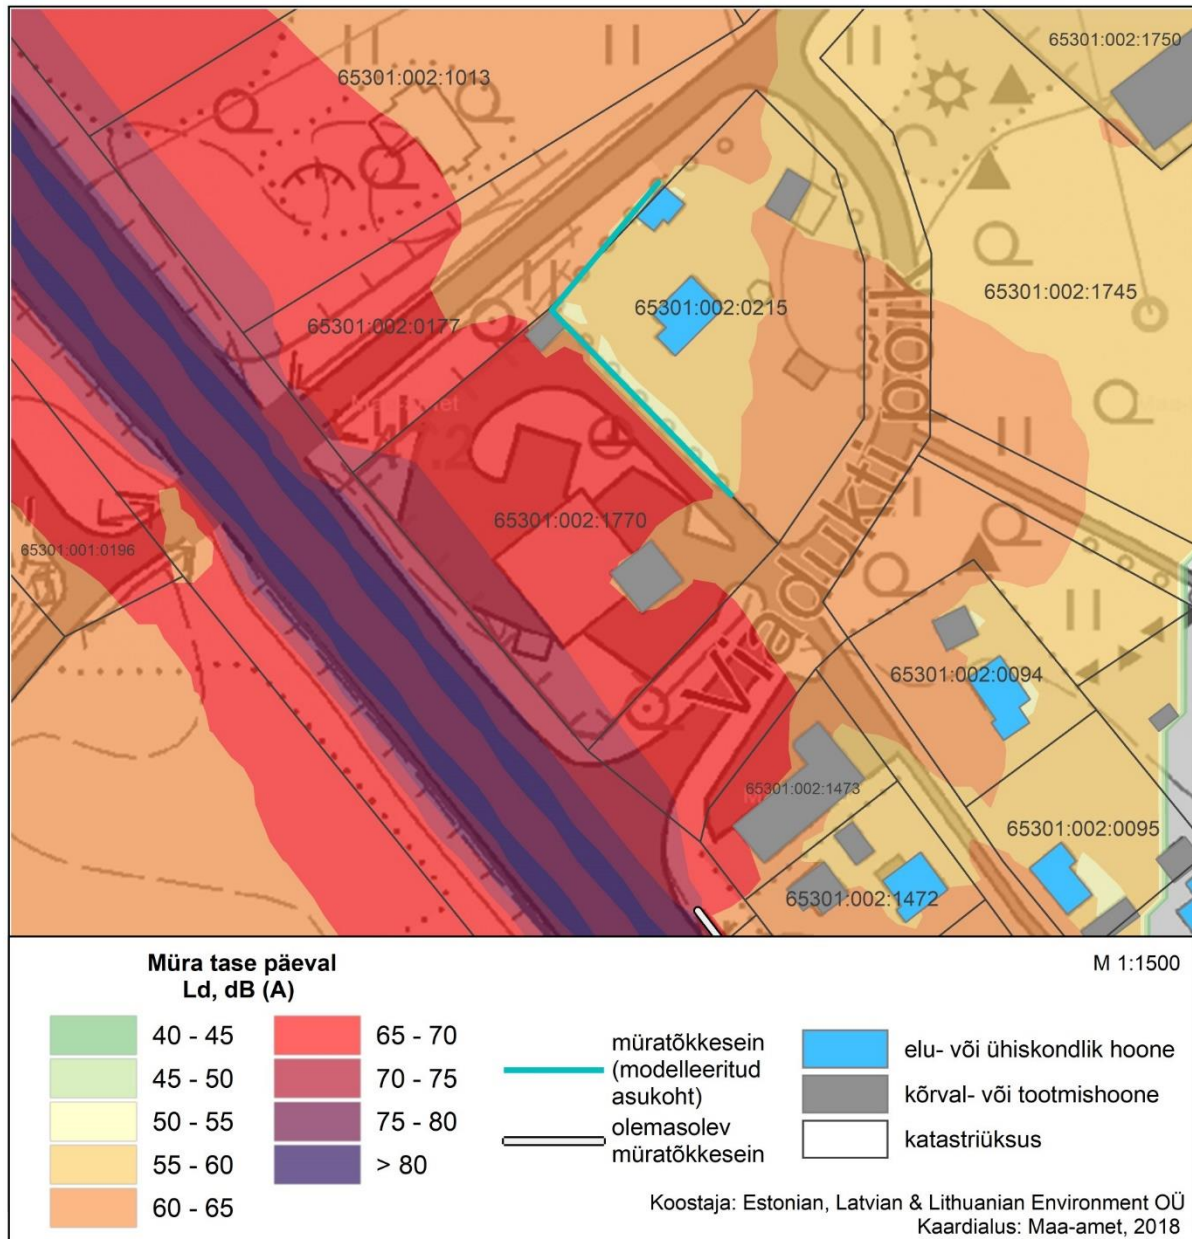 65301:002:1750
65301:002:1013
65301:002:1745
65301:002:0215
65301:002:0177
Maa-amet
65301:002:1770
65301:001:0196
Viadukti põik
65301:002:0094
65301:002:1473
65301:002:0095
65301:002:1472
Müra tase päeval
Ld, dB (A)
M 1:1500
40 - 45
45 - 50
50 - 55
55 - 60
60 - 65
65 - 70
70 - 75
75 - 80
> 80
müratõkkesein
(modelleeritud
asukoht)
olemasolev
müratõkkesein
elu- või ühiskondlik hoone
kõrval- või tootmishoone
katastriüksus
Koostaja: Estonian, Latvian & Lithuanian Environment OÜ
Kaardialus: Maa-amet, 2018